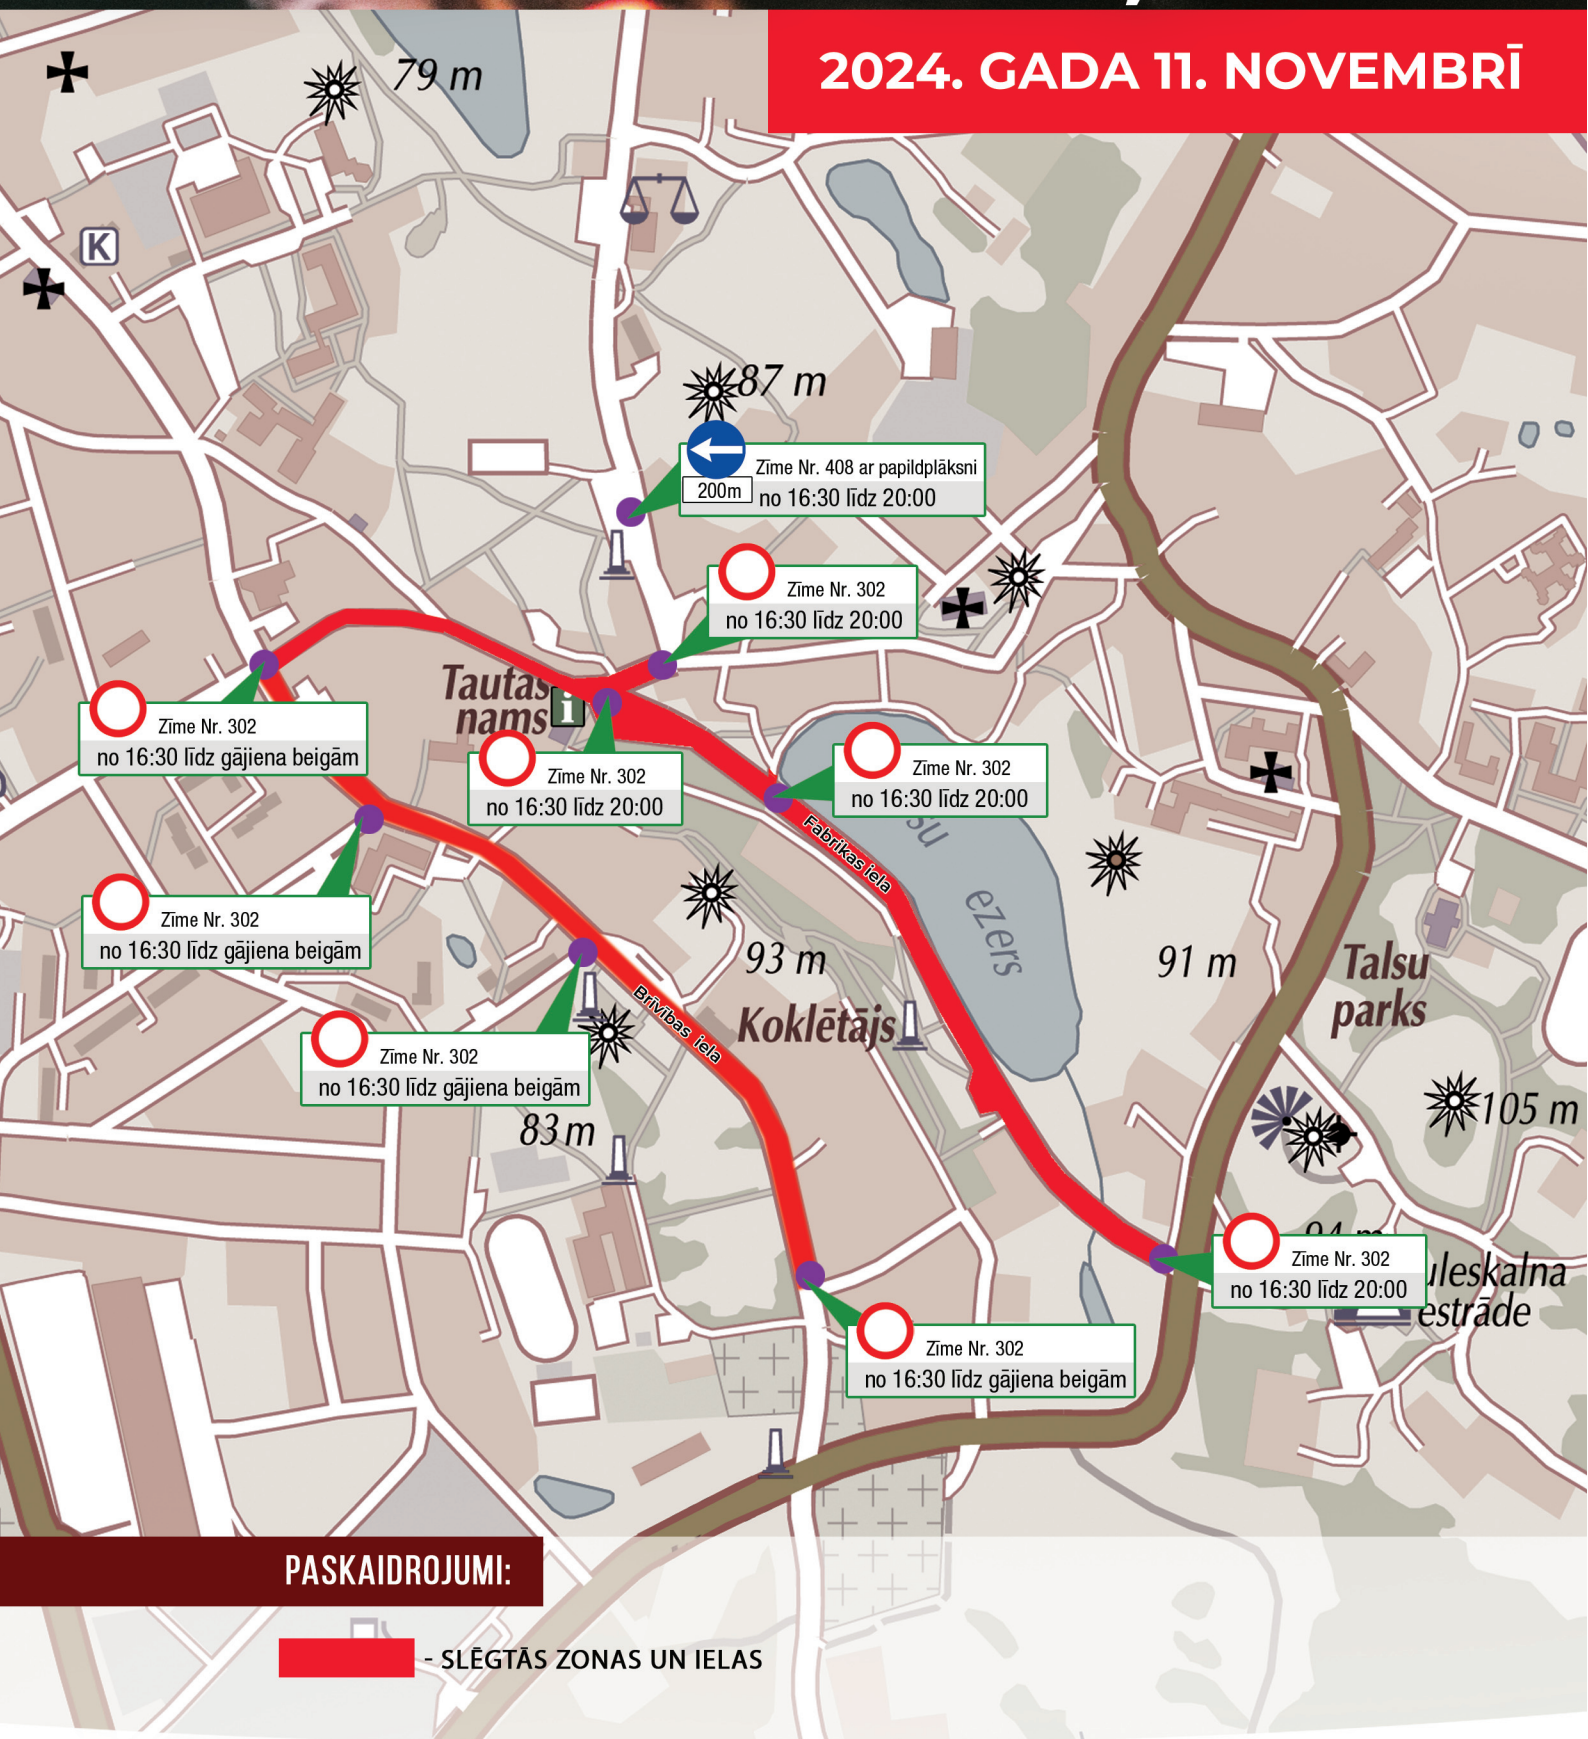 2024. GADA 11. NOVEMBRĪ
79 m
K
87 m
Zīme Nr. 408 ar papildplāksni
200m
no 16:30 līdz 20:00
Zīme Nr. 302
no 16:30 līdz 20:00
Tautas
nams
i
Zīme Nr. 302
no 16:30 līdz gājiena beigām
Zīme Nr. 302
no 16:30 līdz 20:00
Zīme Nr. 302
no 16:30 līdz 20:00
Fabrikas iela
su
ezers
Zīme Nr. 302
no 16:30 līdz gājiena beigām
93 m
91 m
Talsu
parks
Koklētājs
Brīvības iela
Zīme Nr. 302
no 16:30 līdz gājiena beigām
83 m
105 m
94 m
Zīme Nr. 302
no 16:30 līdz 20:00
uleskalna
estrāde
Zīme Nr. 302
no 16:30 līdz gājiena beigām
PASKAIDROJUMI:
- SLĒGTĀS ZONAS UN IELAS